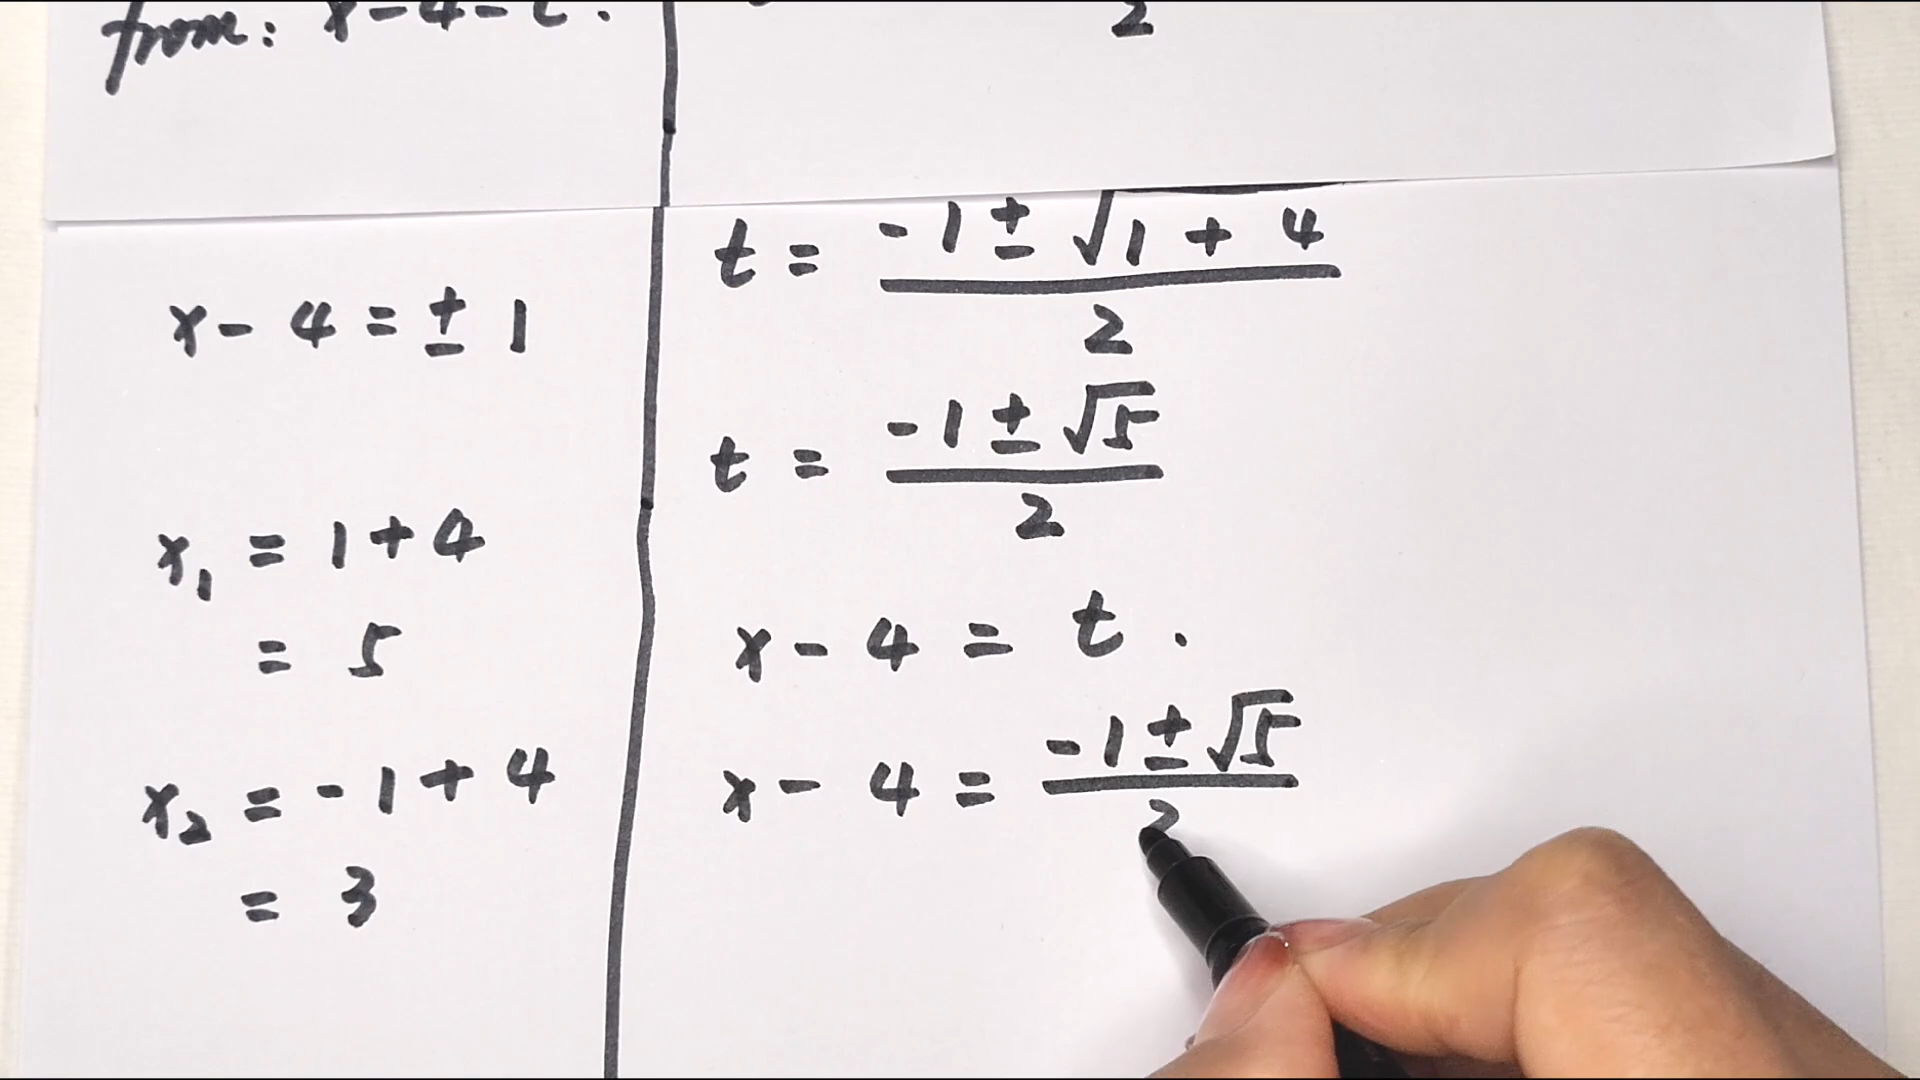 from: x-4-t.
x - 4 = ± 1
x₁ = 1 + 4
= 5
x₂ = - 1 + 4
= 3
2
t = (-1 ± √1 + 4) / 2
t = (-1 ± √5) / 2
x - 4 = t .
x - 4 = (-1 ± √5) / 2